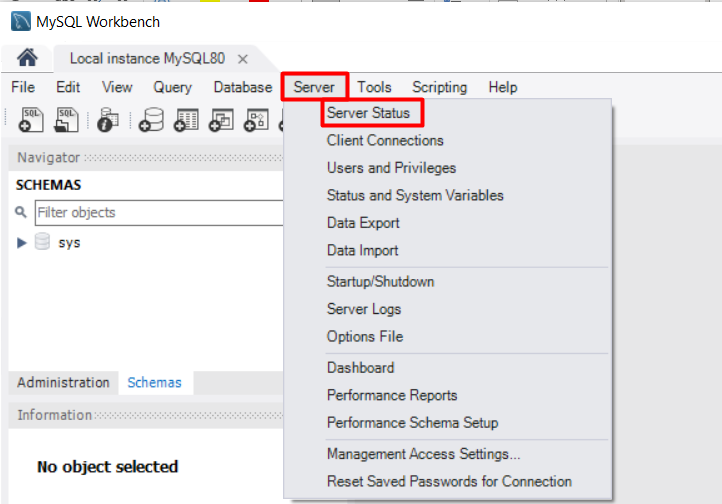 MySQL Workbench
Local instance MySQL80
File Edit View Query Database Server Tools Scripting Help
SQL SQL
Server Status
Client Connections
Navigator
Users and Privileges
SCHEMAS
Status and System Variables
Filter objects
Data Export
sys
Data Import
Startup/Shutdown
Server Logs
Options File
Dashboard
Administration Schemas
Performance Reports
Information
Performance Schema Setup
Management Access Settings...
No object selected
Reset Saved Passwords for Connection